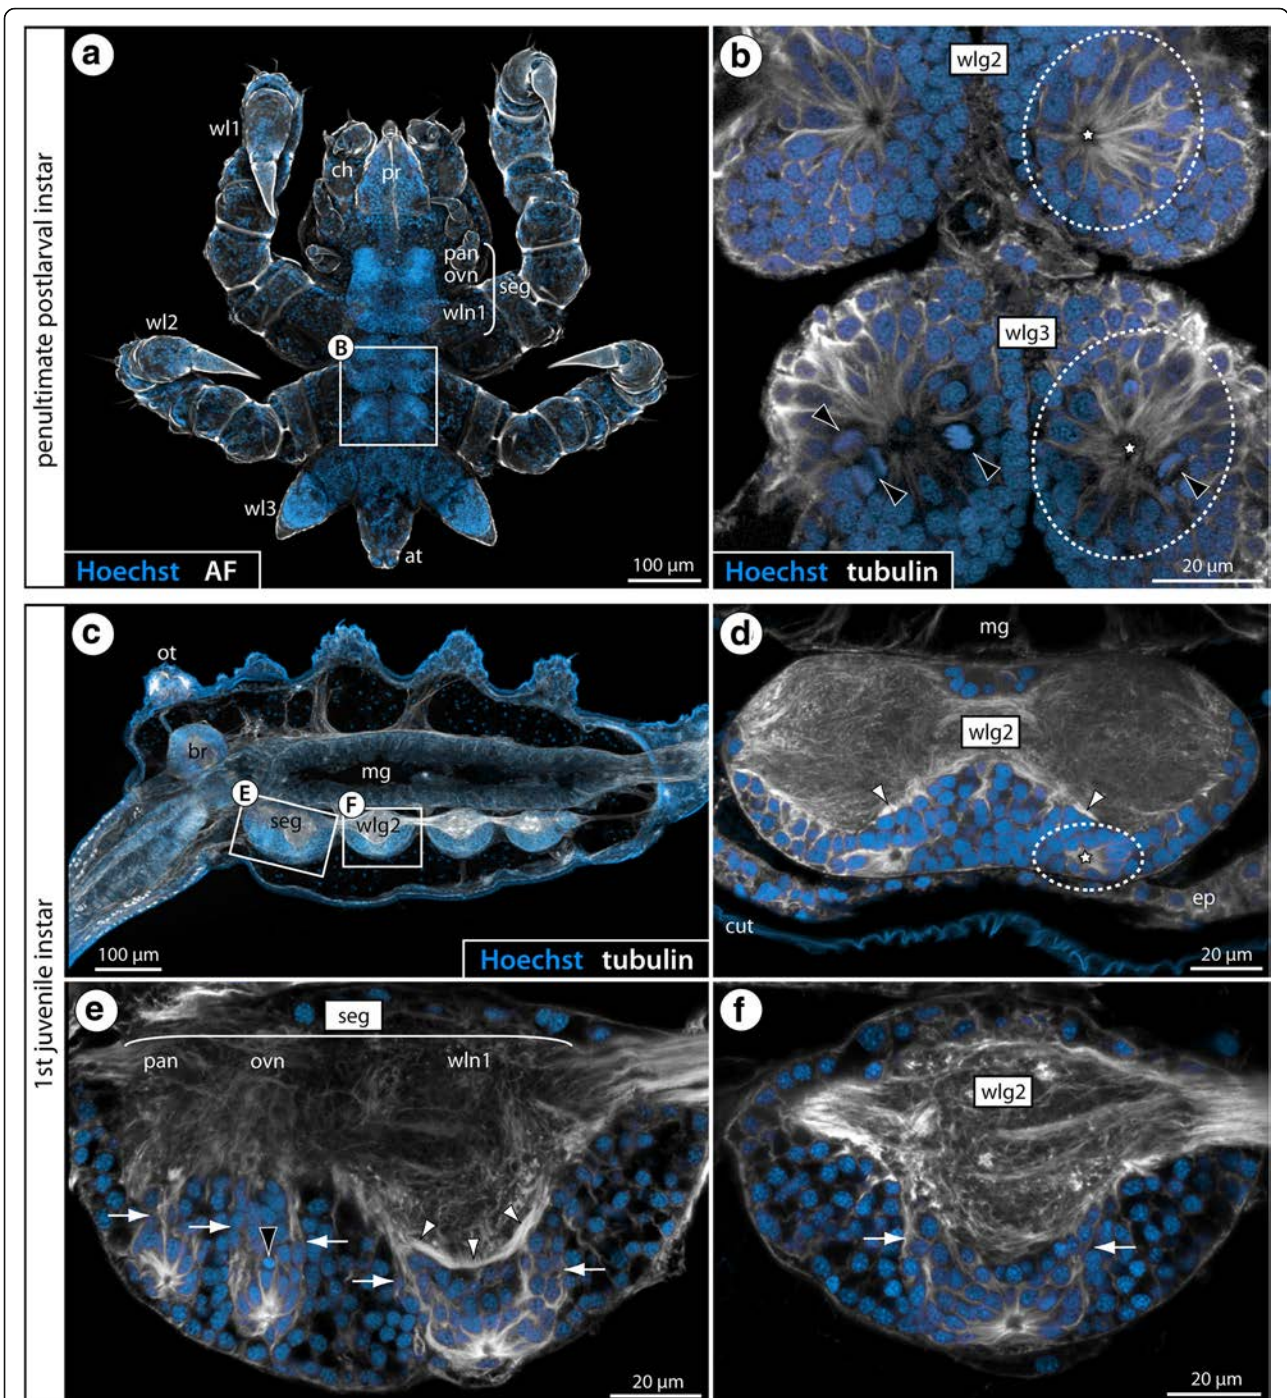 penultimate postlarval instar
a
wl1
ch
pr
pan
ovn
seg
wln1
wl2
B
wl3
at
Hoechst AF
100 µm
b
wlg2
wlg3
Hoechst tubulin
20 µm
1st juvenile instar
c
ot
br
mg
E
F
seg
wlg2
100 µm
Hoechst tubulin
d
mg
wlg2
ep
cut
20 µm
e
seg
pan ovn wln1
20 µm
f
wlg2
20 µm